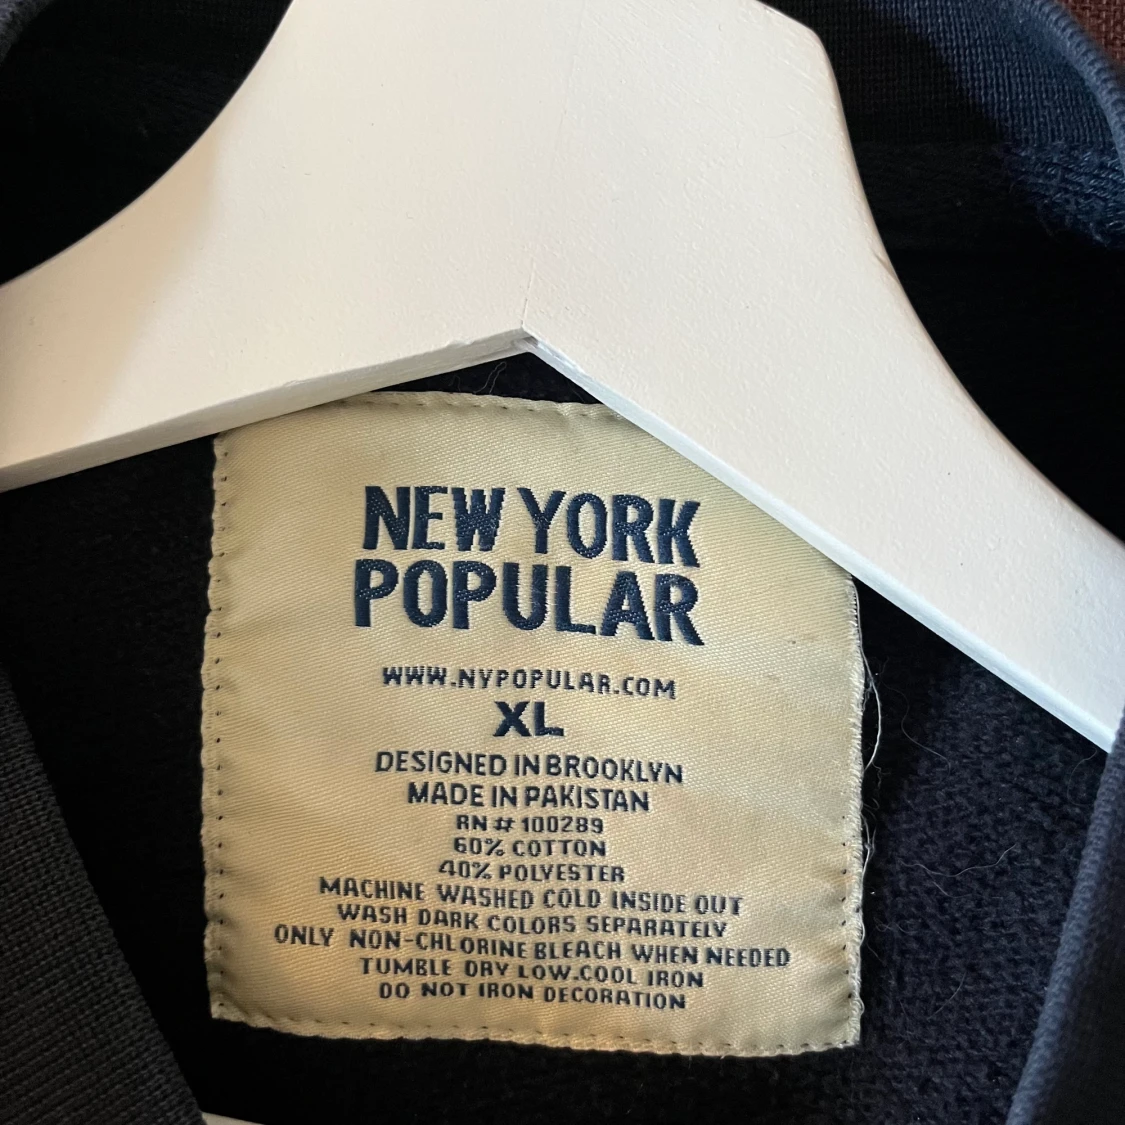 NEW YORK
POPULAR
WWW.NYPOPULAR.COM
XL
DESIGNED IN BROOKLYN
MADE IN PAKISTAN
RN # 100289
60% COTTON
40% POLYESTER
MACHINE WASHED COLD INSIDE OUT
WASH DARK COLORS SEPARATELY
ONLY NON-CHLORINE BLEACH WHEN NEEDED
TUMBLE DRY LOW.COOL IRON
DO NOT IRON DECORATION